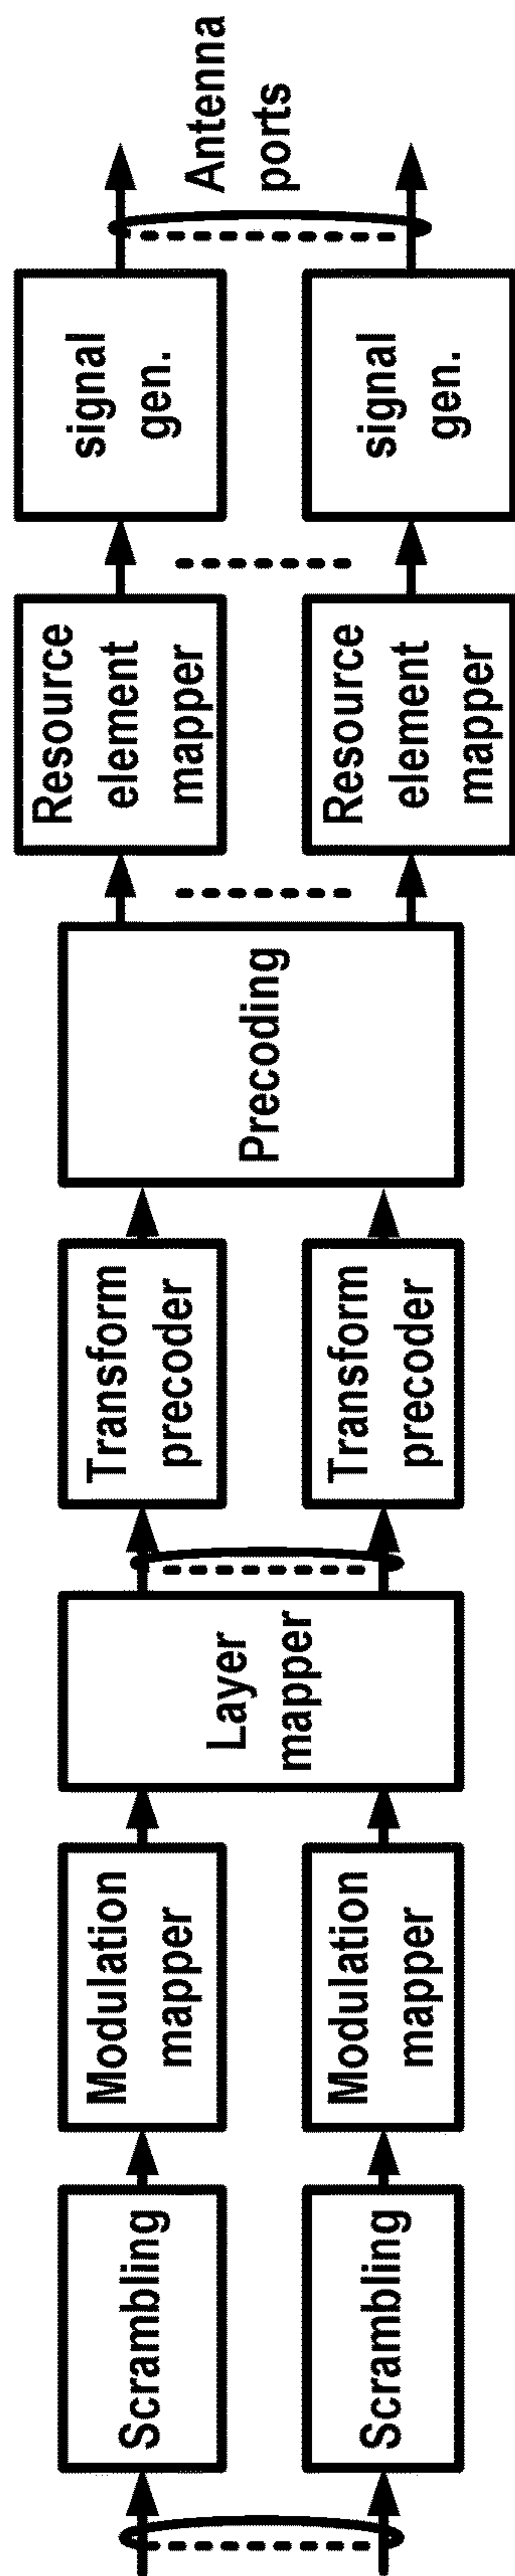 Scrambling
Modulation
mapper
Layer
mapper
Transform
precoder
Precoding
Resource
element
mapper
signal
gen.
Antenna
ports
Scrambling
Modulation
mapper
Transform
precoder
Resource
element
mapper
signal
gen.